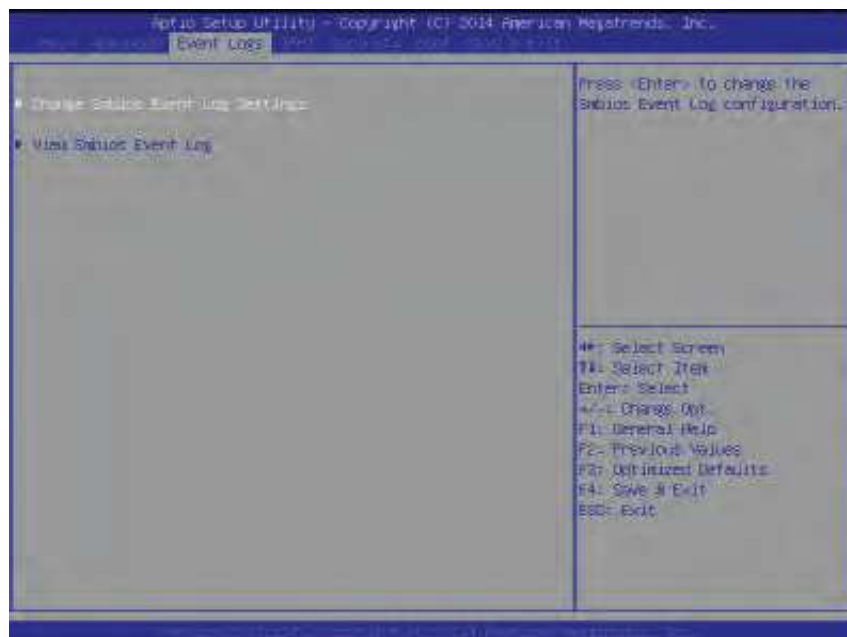 Aptio Setup Utility – Copyright (C) 2014 American Megatrends, Inc.
Event Logs
Change Smbios Event Log Settings
View Smbios Event Log
Press <Enter> to change the
Smbios Event Log configuration.
Select Screen
↑↓: Select Item
Enter: Select
+/-: Change Opt.
F1: General Help
F2: Previous Values
F3: Optimized Defaults
F4: Save & Exit
ESC: Exit